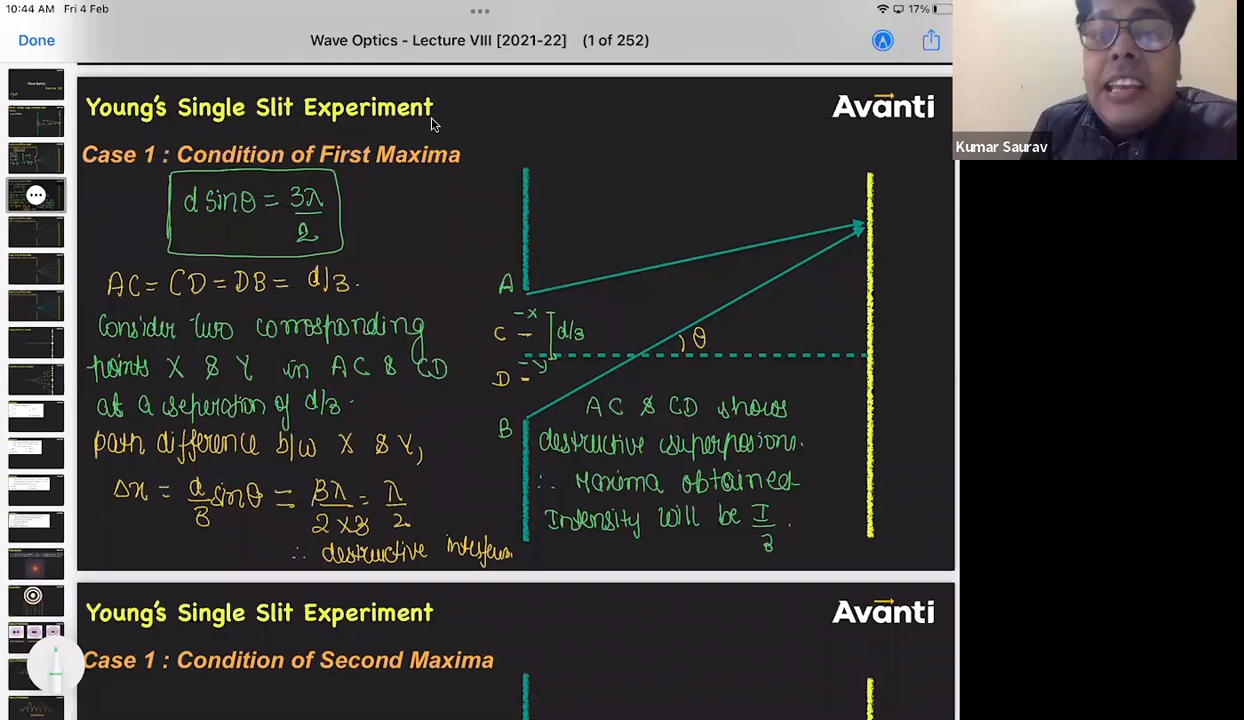 10:44 AM Fri 4 Feb
17%
Done
Wave Optics - Lecture VIII [2021-22] (1 of 252)
Kumar Saurav
Young's Single Slit Experiment
Avanti
Case 1 : Condition of First Maxima
d sinθ = 3λ/2
AC = CD = DB = d/3.
Consider two corrosponding
points X & Y in AC & CD
at a seperation of d/3.
path difference b/w X & Y,
Δx = d/3 sinθ = 3λ/2×3 = λ/2
∴ destructive
A
-X
C -
d/3
-Y
D -
B
θ
AC & CD shows
destructive
∴ Maxima obtained
Intensity will be I/3.
Young's Single Slit Experiment
Avanti
Case 1 : Condition of Second Maxima